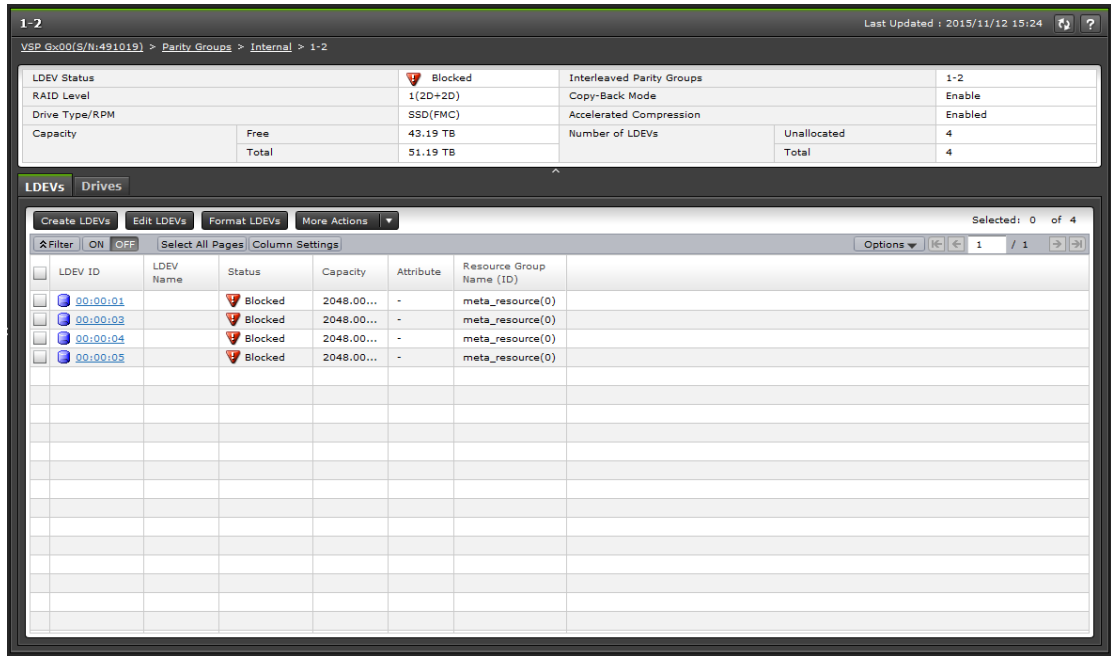 1-2 Last Updated : 2015/11/12 15:24 ?
VSP Gx00(S/N:491019) > Parity Groups > Internal > 1-2
LDEV Status Blocked Interleaved Parity Groups 1-2
RAID Level 1(2D+2D) Copy-Back Mode Enable
Drive Type/RPM SSD(FMC) Accelerated Compression Enabled
Capacity Free 43.19 TB Number of LDEVs Unallocated 4
Total 51.19 TB Total 4
LDEVs Drives
Create LDEVs Edit LDEVs Format LDEVs More Actions Selected: 0 of 4
Filter ON OFF Select All Pages Column Settings Options 1 / 1
LDEV ID LDEV Name Status Capacity Attribute Resource Group Name (ID)
00:00:01 Blocked 2048.00... - meta_resource(0)
00:00:03 Blocked 2048.00... - meta_resource(0)
00:00:04 Blocked 2048.00... - meta_resource(0)
00:00:05 Blocked 2048.00... - meta_resource(0)